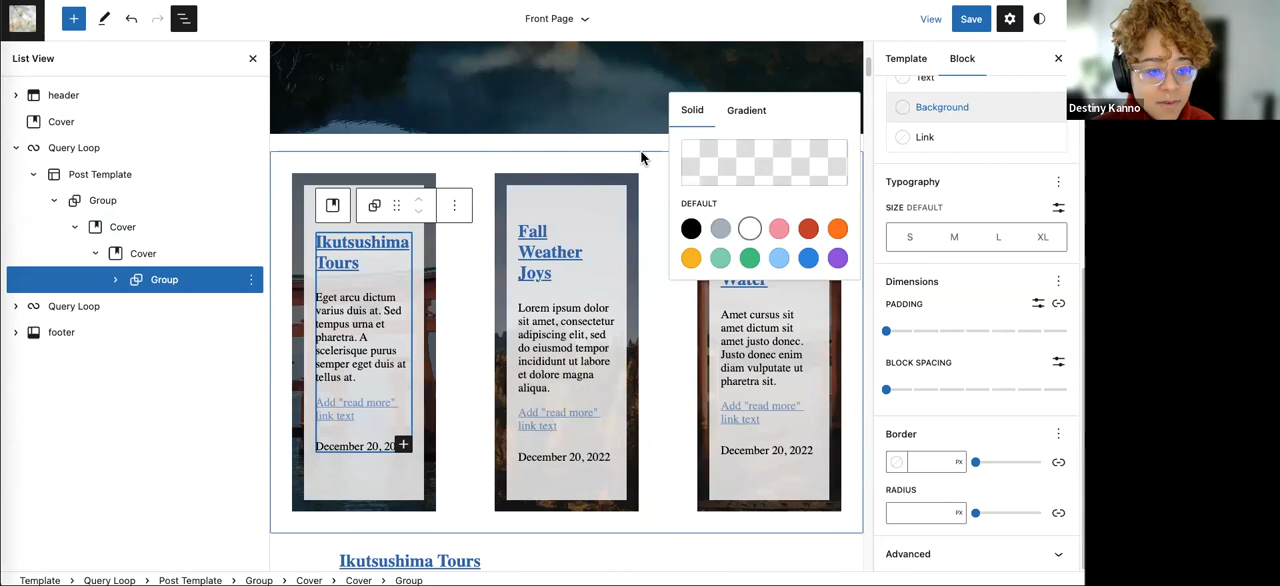 Front Page
View
Save
List View
header
Cover
Query Loop
Post Template
Group
Cover
Cover
Group
Query Loop
footer
Ikutsushima
Tours
Eget arcu dictum
varius duis at. Sed
tempus urna et
pharetra. A
scelerisque purus
semper eget duis at
tellus at.
Add "read more"
link text
December 20, 20
Fall
Weather
Joys
Lorem ipsum dolor
sit amet, consectetur
adipiscing elit, sed
do eiusmod tempor
incididunt ut labore
et dolore magna
aliqua.
Add "read more"
link text
December 20, 2022
Water
Amet cursus sit
amet dictum sit
amet justo donec.
Justo donec enim
diam vulputate ut
pharetra sit.
Add "read more"
link text
December 20, 2022
Ikutsushima Tours
Solid
Gradient
DEFAULT
Template
Block
Text
Background
Link
Typography
SIZE DEFAULT
S M L XL
Dimensions
PADDING
BLOCK SPACING
Border
PX
RADIUS
PX
Advanced
Destiny Kanno
Template > Query Loop > Post Template > Group > Cover > Cover > Group